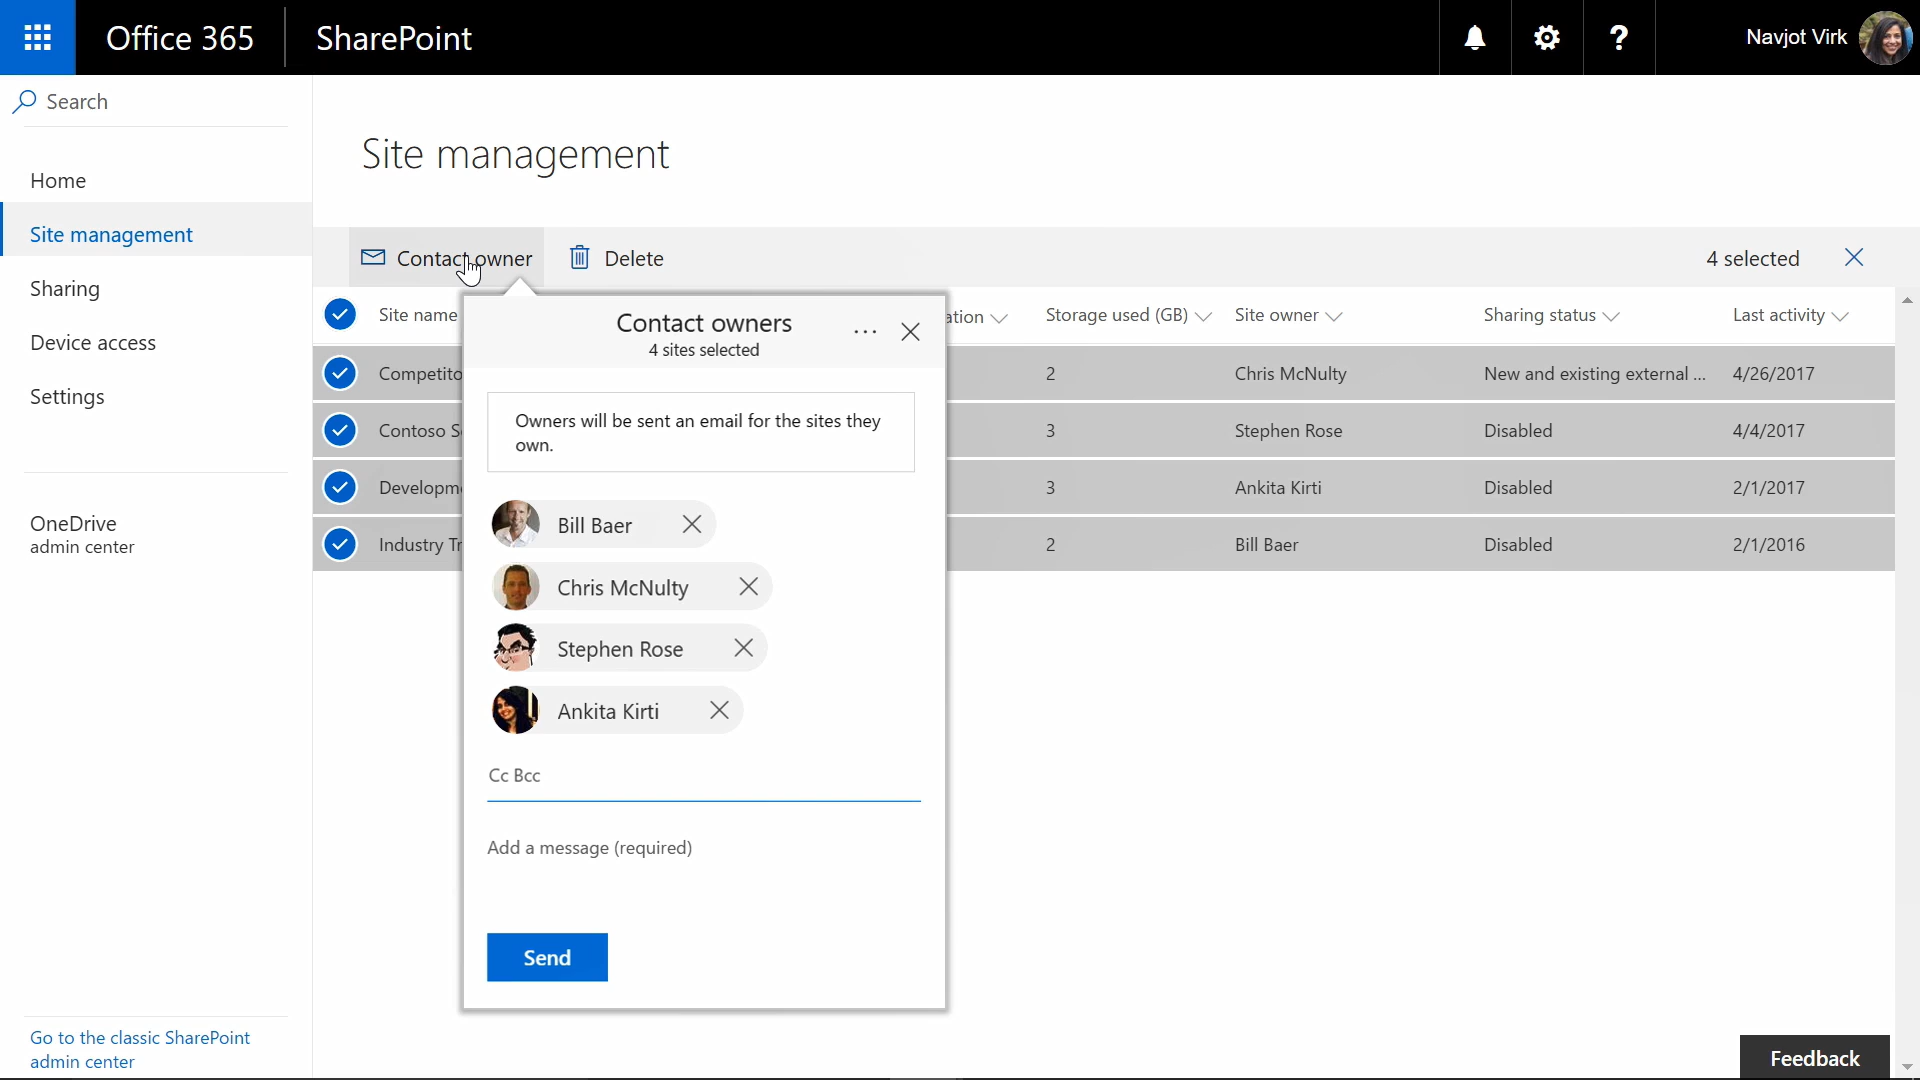 Office 365
SharePoint
Navjot Virk
Search
Home
Site management
Sharing
Device access
Settings
OneDrive
admin center
Go to the classic SharePoint
admin center
Site management
Contact owner
Delete
4 selected
Site name
Storage used (GB)
Site owner
Sharing status
Last activity
2
Chris McNulty
New and existing external ...
4/26/2017
Contoso
3
Stephen Rose
Disabled
4/4/2017
3
Ankita Kirti
Disabled
2/1/2017
Industry
2
Bill Baer
Disabled
2/1/2016
Contact owners
4 sites selected
...
Owners will be sent an email for the sites they
own.
Bill Baer
Chris McNulty
Stephen Rose
Ankita Kirti
Cc Bcc
Add a message (required)
Send
Feedback